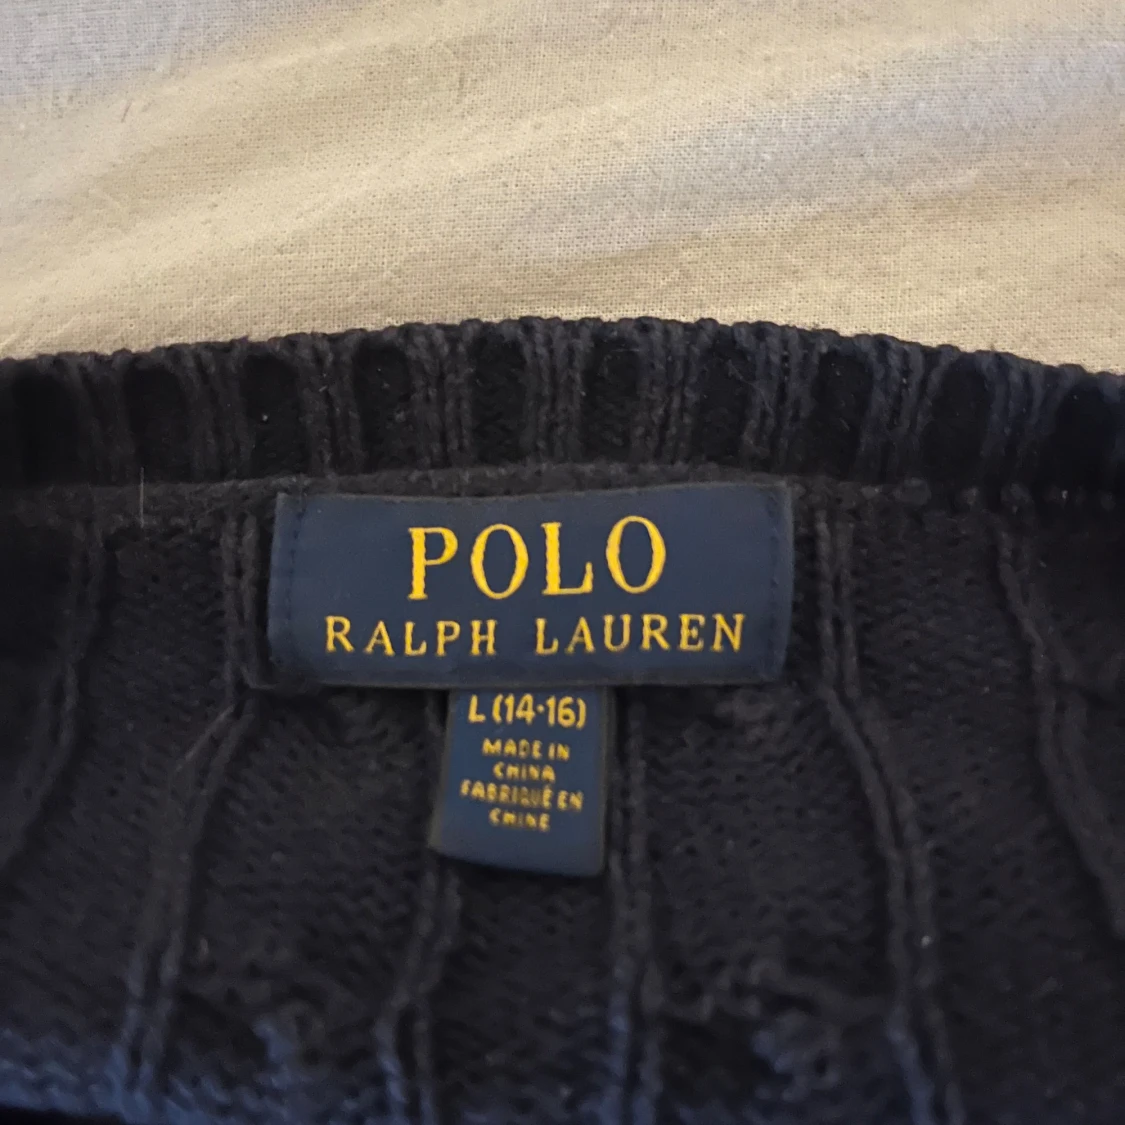 POLO
RALPH LAUREN
L (14·16)
MADE IN
CHINA
FABRIQUÉ EN
CHINE